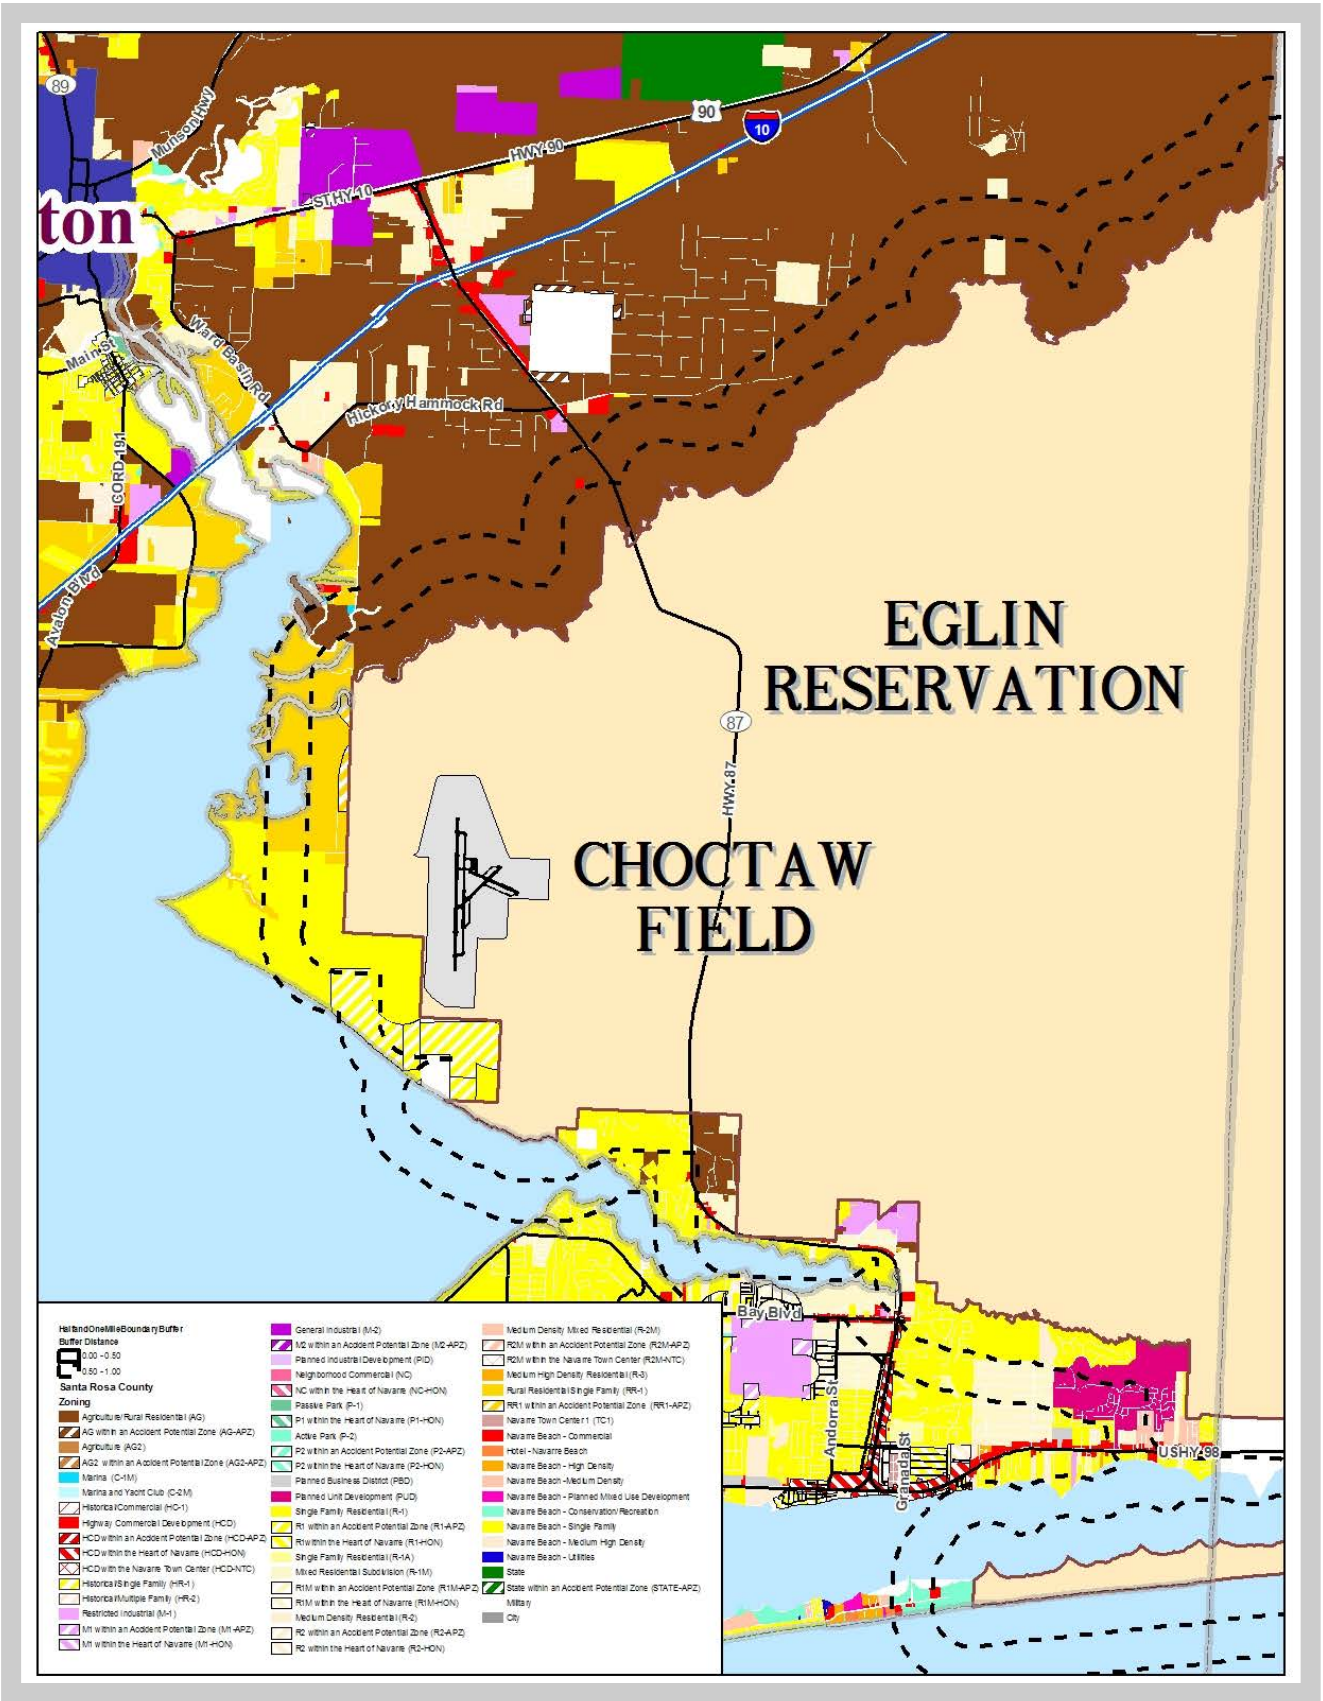 89
Munson Hwy
90
10
HWY 90
ST HY 10
ton
Ward Basin Rd
Main St
Hickory Hammock Rd
CORD 191
Avalon Blvd
EGLIN
RESERVATION
87
HWY 87
CHOCTAW
FIELD
Bay Blvd
Andorra St
Granada St
USHY 98
HalfandOneMileBoundaryBuffer
Buffer Distance
0.00 - 0.50
0.50 - 1.00
Santa Rosa County
Zoning
Agriculture/Rural Residential (AG)
AG within an Accident Potential Zone (AG-APZ)
Agriculture (AG2)
AG2 within an Accident Potential Zone (AG2-APZ)
Marina (C-1M)
Marina and Yacht Club (C-2M)
Historical/Commercial (HC-1)
Highway Commercial Development (HCD)
HCD within an Accident Potential Zone (HCD-APZ)
HCD within the Heart of Navarre (HCD-HON)
HCD with the Navarre Town Center (HCD-NTC)
Historical/Single Family (HR-1)
Historical/Multiple Family (HR-2)
Restricted Industrial (M-1)
M1 within an Accident Potential Zone (M1-APZ)
M1 within the Heart of Navarre (M1-HON)
General Industrial (M-2)
M2 within an Accident Potential Zone (M2-APZ)
Planned Industrial Development (PID)
Neighborhood Commercial (NC)
NC within the Heart of Navarre (NC-HON)
Passive Park (P-1)
P1 within the Heart of Navarre (P1-HON)
Active Park (P-2)
P2 within an Accident Potential Zone (P2-APZ)
P2 within the Heart of Navarre (P2-HON)
Planned Business District (PBD)
Planned Unit Development (PUD)
Single Family Residential (R-1)
R1 within an Accident Potential Zone (R1-APZ)
R1 within the Heart of Navarre (R1-HON)
Single Family Residential (R-1A)
Mixed Residential Subdivision (R-1M)
R1M within an Accident Potential Zone (R1M-APZ)
R1M within the Heart of Navarre (R1M-HON)
Medium Density Residential (R-2)
R2 within an Accident Potential Zone (R2-APZ)
R2 within the Heart of Navarre (R2-HON)
Medium Density Mixed Residential (R-2M)
R2M within an Accident Potential Zone (R2M-APZ)
R2M within the Navarre Town Center (R2M-NTC)
Medium High Density Residential (R-3)
Rural Residential Single Family (RR-1)
RR1 within an Accident Potential Zone (RR1-APZ)
Navarre Town Center 1 (TC1)
Navarre Beach - Commercial
Hotel - Navarre Beach
Navarre Beach - High Density
Navarre Beach -Medium Density
Navarre Beach - Planned Mixed Use Development
Navarre Beach - Conservation/Recreation
Navarre Beach - Single Family
Navarre Beach - Medium High Density
Navarre Beach - Utilities
State
State within an Accident Potential Zone (STATE-APZ)
Military
City